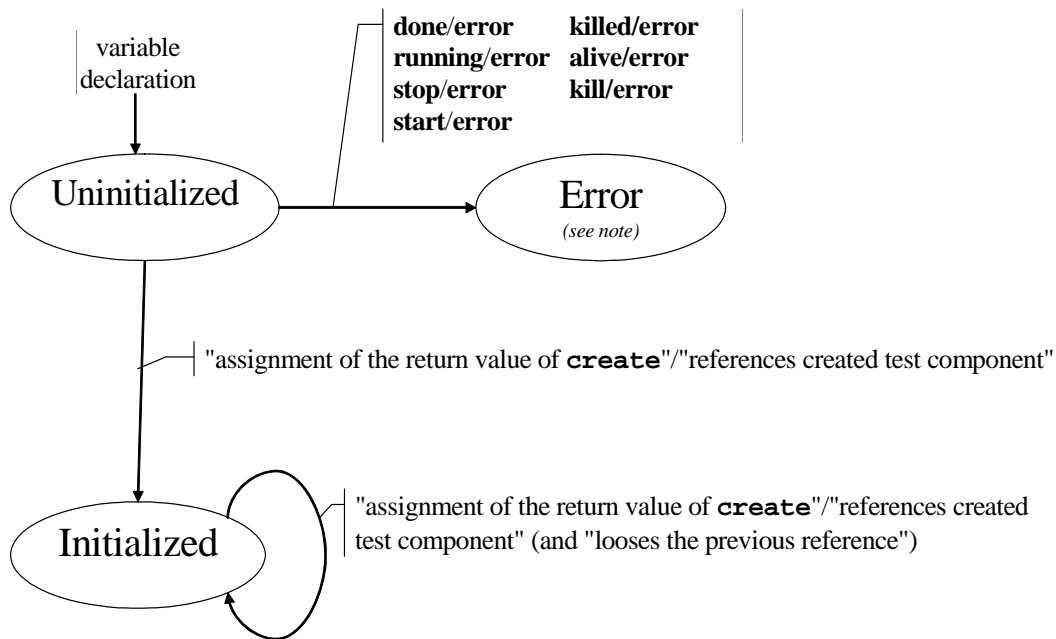 variable
declaration
done/error killed/error
running/error alive/error
stop/error kill/error
start/error
Uninitialized
Error
(see note)
"assignment of the return value of create"/"references created test component"
Initialized
"assignment of the return value of create"/"references created
test component" (and "looses the previous reference")